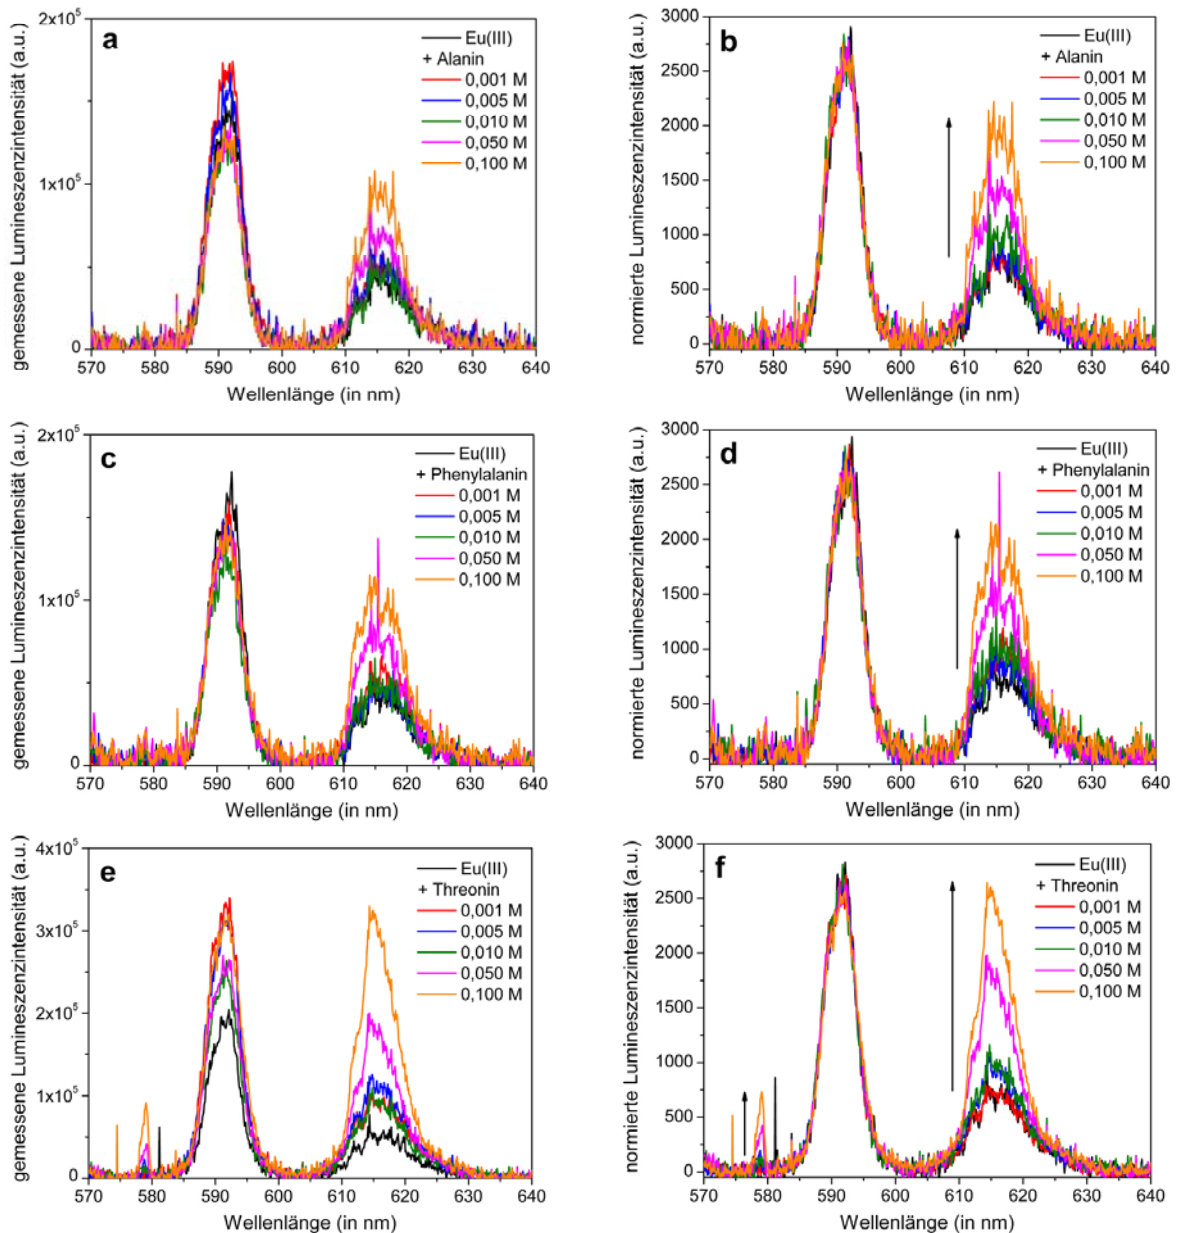 a
gemessene Lumineszenzintensität (a.u.)
2x10⁵
1x10⁵
0
Eu(III)
+ Alanin
0,001 M
0,005 M
0,010 M
0,050 M
0,100 M
570 580 590 600 610 620 630 640
Wellenlänge (in nm)
b
normierte Lumineszenzintensität (a.u.)
3000
2500
2000
1500
1000
500
0
Eu(III)
+ Alanin
0,001 M
0,005 M
0,010 M
0,050 M
0,100 M
570 580 590 600 610 620 630 640
Wellenlänge (in nm)
c
gemessene Lumineszenzintensität (a.u.)
2x10⁵
1x10⁵
0
Eu(III)
+ Phenylalanin
0,001 M
0,005 M
0,010 M
0,050 M
0,100 M
570 580 590 600 610 620 630 640
Wellenlänge (in nm)
d
normierte Lumineszenzintensität (a.u.)
3000
2500
2000
1500
1000
500
0
Eu(III)
+ Phenylalanin
0,001 M
0,005 M
0,010 M
0,050 M
0,100 M
570 580 590 600 610 620 630 640
Wellenlänge (in nm)
e
gemessene Lumineszenzintensität (a.u.)
4x10⁵
3x10⁵
2x10⁵
1x10⁵
0
Eu(III)
+ Threonin
0,001 M
0,005 M
0,010 M
0,050 M
0,100 M
570 580 590 600 610 620 630 640
Wellenlänge (in nm)
f
normierte Lumineszenzintensität (a.u.)
3000
2500
2000
1500
1000
500
0
Eu(III)
+ Threonin
0,001 M
0,005 M
0,010 M
0,050 M
0,100 M
570 580 590 600 610 620 630 640
Wellenlänge (in nm)